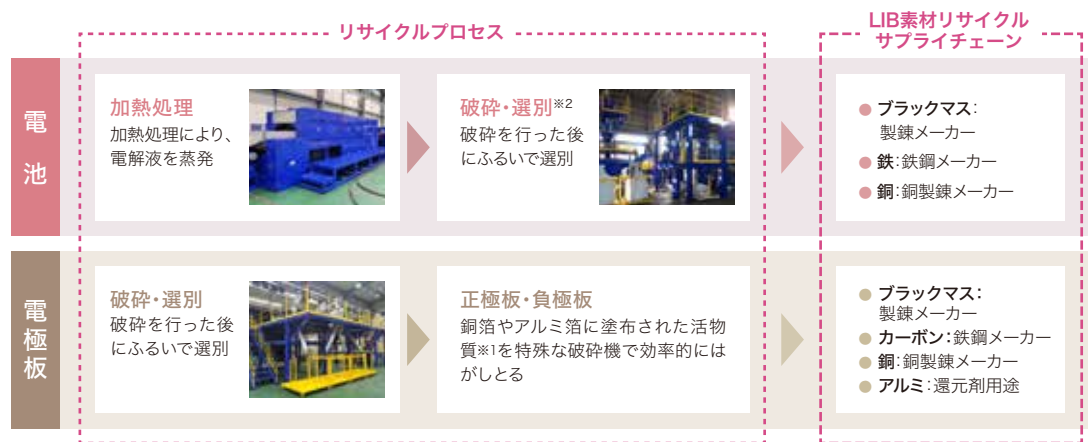 リサイクルプロセス
LIB素材リサイクル
サプライチェーン
電池
加熱処理
加熱処理により、
電解液を蒸発
破砕・選別※2
破砕を行った後
にふるいで選別
● ブラックマス:
製錬メーカー
● 鉄:鉄鋼メーカー
● 銅:銅製錬メーカー
電極板
破砕・選別
破砕を行った後
にふるいで選別
正極板・負極板
銅箔やアルミ箔に塗布された活物
質※1を特殊な破砕機で効率的には
がしとる
● ブラックマス:
製錬メーカー
● カーボン:鉄鋼メーカー
● 銅:銅製錬メーカー
● アルミ:還元剤用途